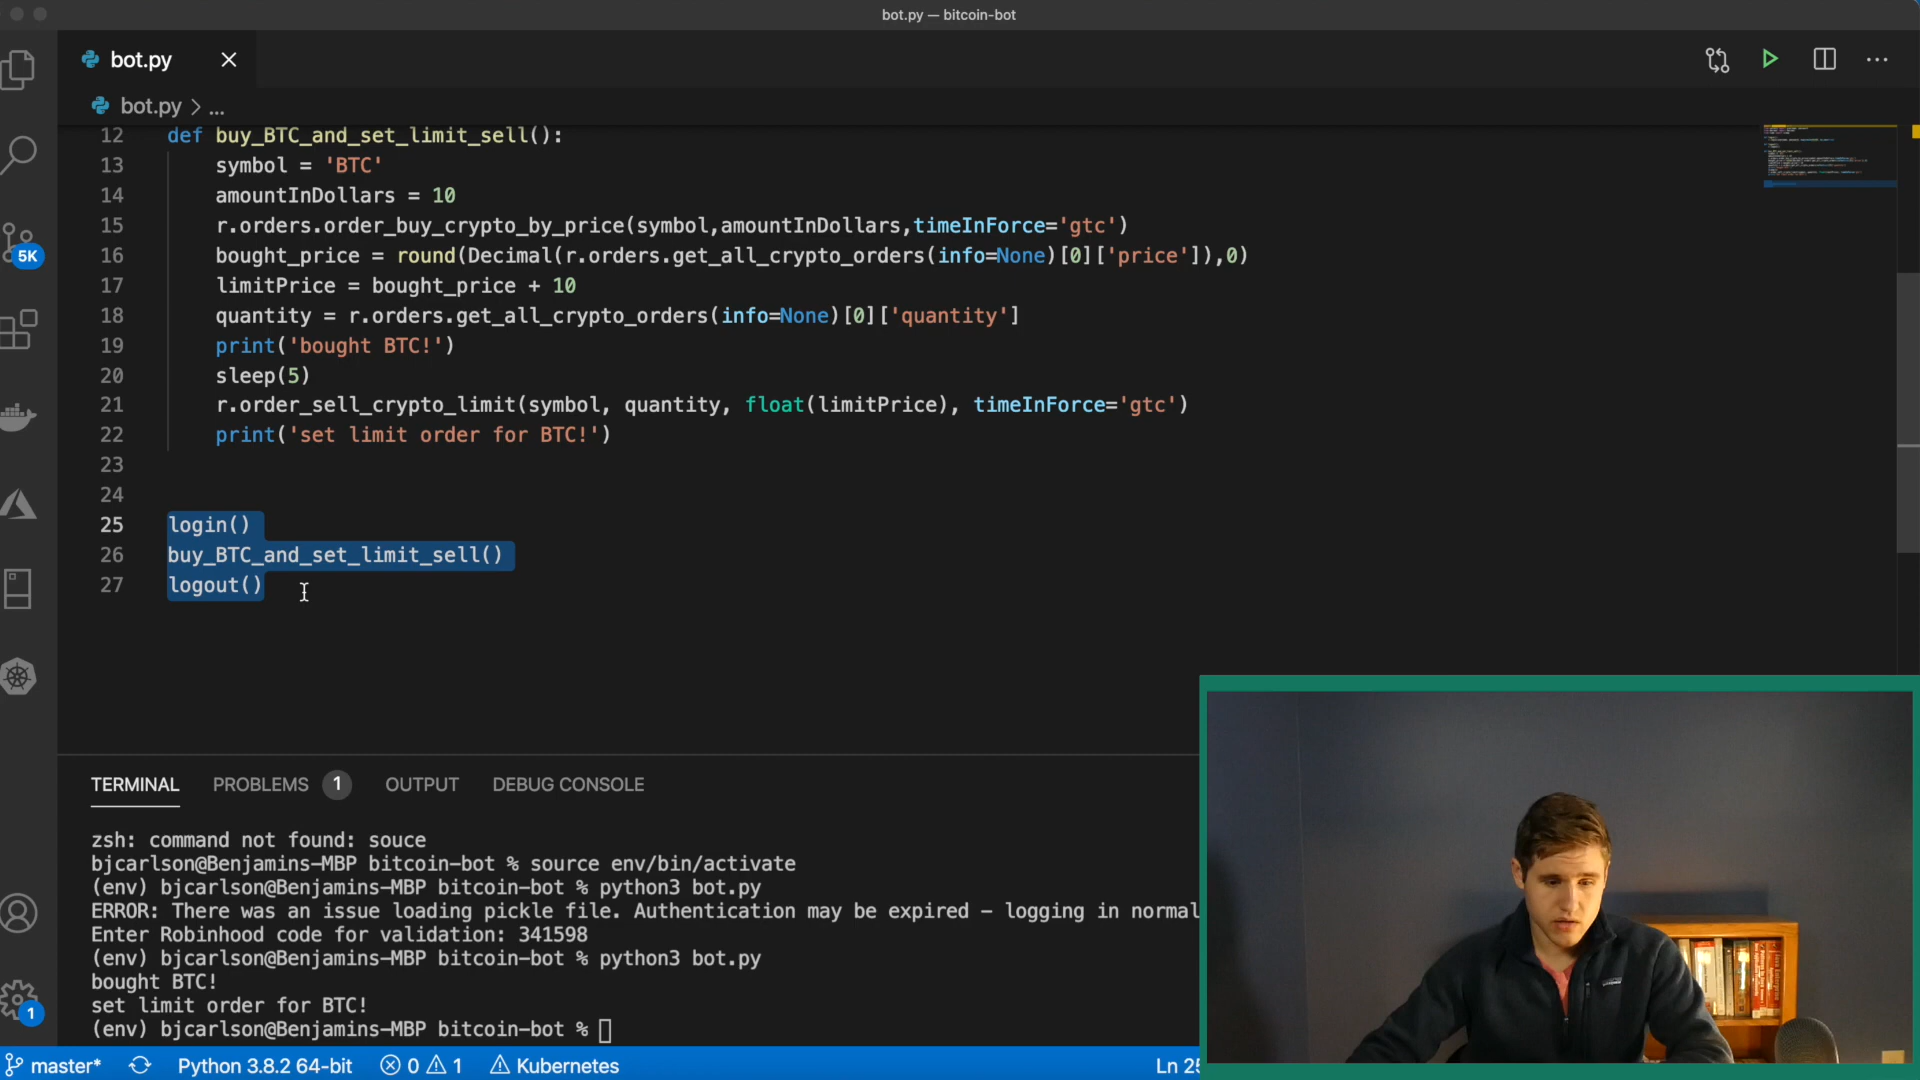 bot.py — bitcoin-bot
bot.py
bot.py > ...
12 def buy_BTC_and_set_limit_sell():
13 symbol = 'BTC'
14 amountInDollars = 10
15 r.orders.order_buy_crypto_by_price(symbol,amountInDollars,timeInForce='gtc')
16 bought_price = round(Decimal(r.orders.get_all_crypto_orders(info=None)[0]['price']),0)
17 limitPrice = bought_price + 10
18 quantity = r.orders.get_all_crypto_orders(info=None)[0]['quantity']
19 print('bought BTC!')
20 sleep(5)
21 r.order_sell_crypto_limit(symbol, quantity, float(limitPrice), timeInForce='gtc')
22 print('set limit order for BTC!')
23
24
25 login()
26 buy_BTC_and_set_limit_sell()
27 logout()
5K
1
TERMINAL PROBLEMS 1 OUTPUT DEBUG CONSOLE
zsh: command not found: souce
bjcarlson@Benjamins-MBP bitcoin-bot % source env/bin/activate
(env) bjcarlson@Benjamins-MBP bitcoin-bot % python3 bot.py
ERROR: There was an issue loading pickle file. Authentication may be expired – logging in normal
Enter Robinhood code for validation: 341598
(env) bjcarlson@Benjamins-MBP bitcoin-bot % python3 bot.py
bought BTC!
set limit order for BTC!
(env) bjcarlson@Benjamins-MBP bitcoin-bot %
master* Python 3.8.2 64-bit 0 1 Kubernetes Ln 25